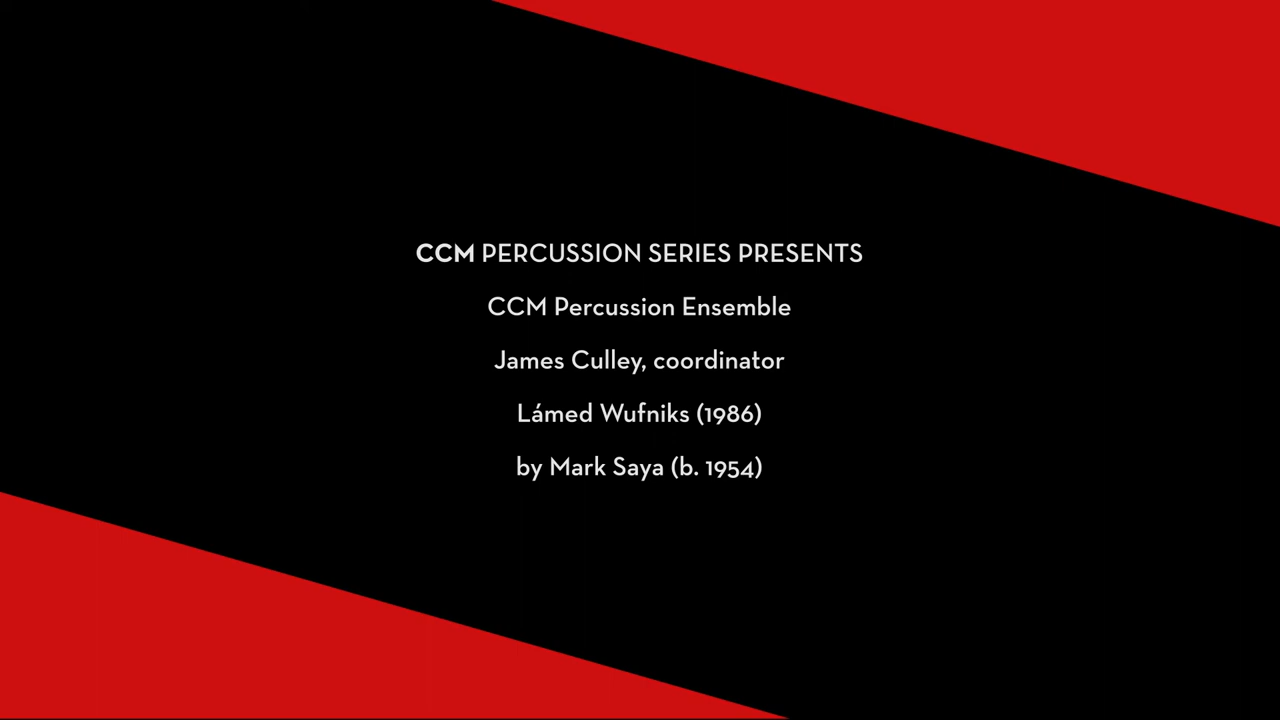 CCM PERCUSSION SERIES PRESENTS
CCM Percussion Ensemble
James Culley, coordinator
Lámed Wufniks (1986)
by Mark Saya (b. 1954)